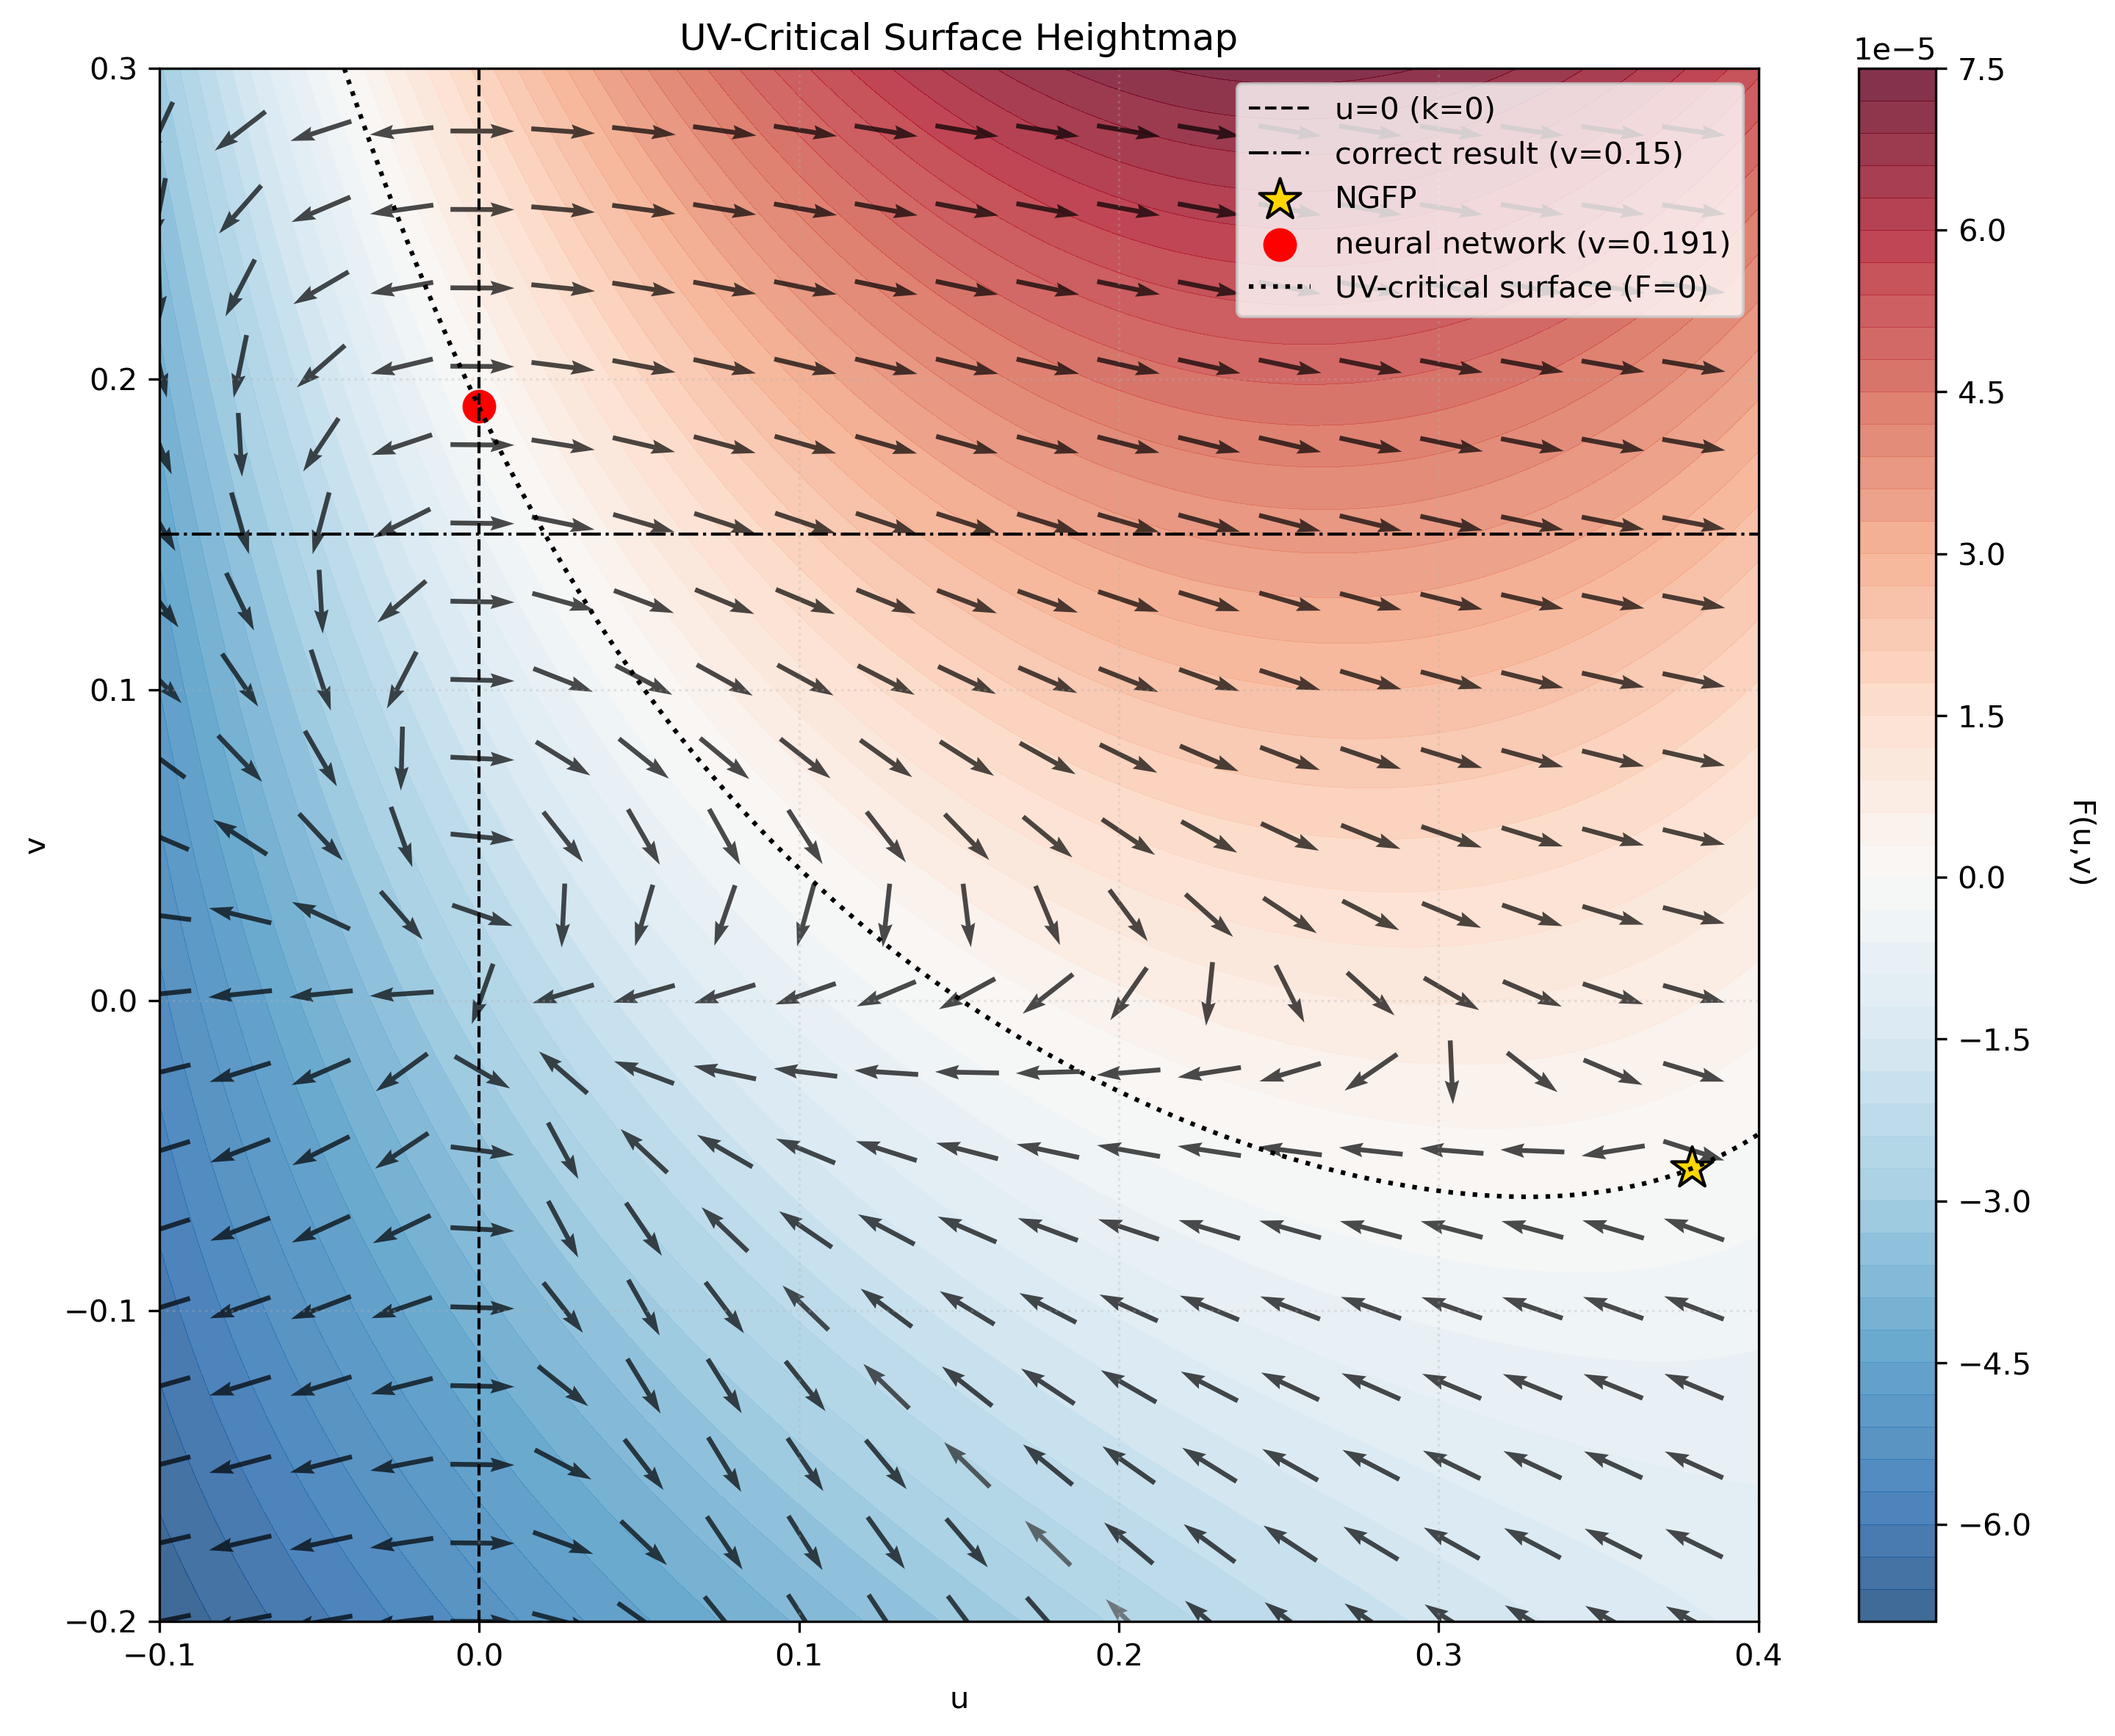 UV-Critical Surface Heightmap
1e−5
0.3
0.2
0.1
0.0
−0.1
−0.2
v
−0.1
0.0
0.1
0.2
0.3
0.4
u
u=0 (k=0)
correct result (v=0.15)
NGFP
neural network (v=0.191)
UV-critical surface (F=0)
7.5
6.0
4.5
3.0
1.5
0.0
−1.5
−3.0
−4.5
−6.0
F(u,v)